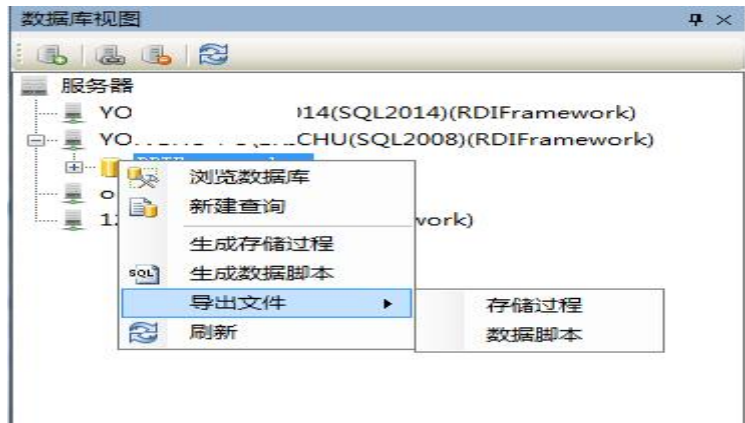 数据库视图
服务器
YO 14(SQL2014)(RDIFramework)
YO CHU(SQL2008)(RDIFramework)
浏览数据库
新建查询
work)
生成存储过程
SQL 生成数据脚本
导出文件 存储过程
刷新 数据脚本